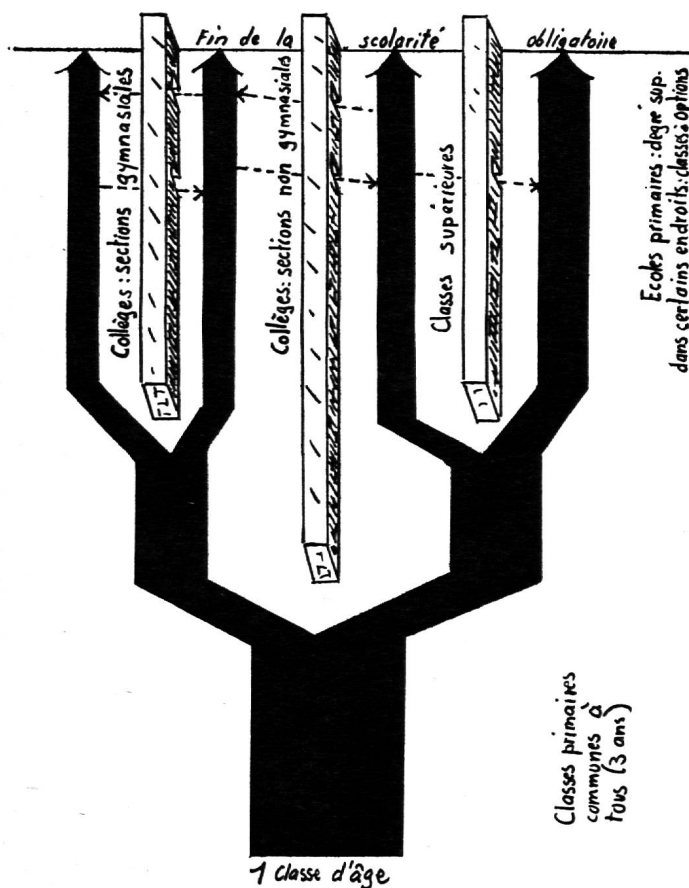 Fin de la scolarité obligatoire
Collèges : sections gymnasiales
Collèges: sections non gymnasiales
Classes supérieures
Ecoles primaires : degré sup.
dans certains endroits: classes à options
Classes primaires
communes à
tous (3 ans)
1 Classe d'âge